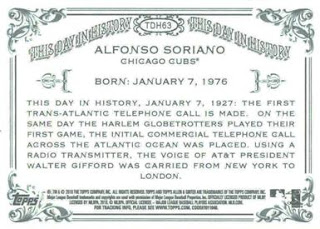 TDH63
THIS DAY IN HISTORY THIS DAY IN HISTORY
ALFONSO SORIANO
CHICAGO CUBS®
BORN: JANUARY 7, 1976
THIS DAY IN HISTORY, JANUARY 7, 1927: THE FIRST
TRANS-ATLANTIC TELEPHONE CALL IS MADE. ON THE
SAME DAY THE HARLEM GLOBETROTTERS PLAYED THEIR
FIRST GAME, THE INITIAL COMMERCIAL TELEPHONE CALL
ACROSS THE ATLANTIC OCEAN WAS PLACED. USING A
RADIO TRANSMITTER, THE VOICE OF AT&T PRESIDENT
WALTER GIFFORD WAS CARRIED FROM NEW YORK TO
LONDON.
Topps